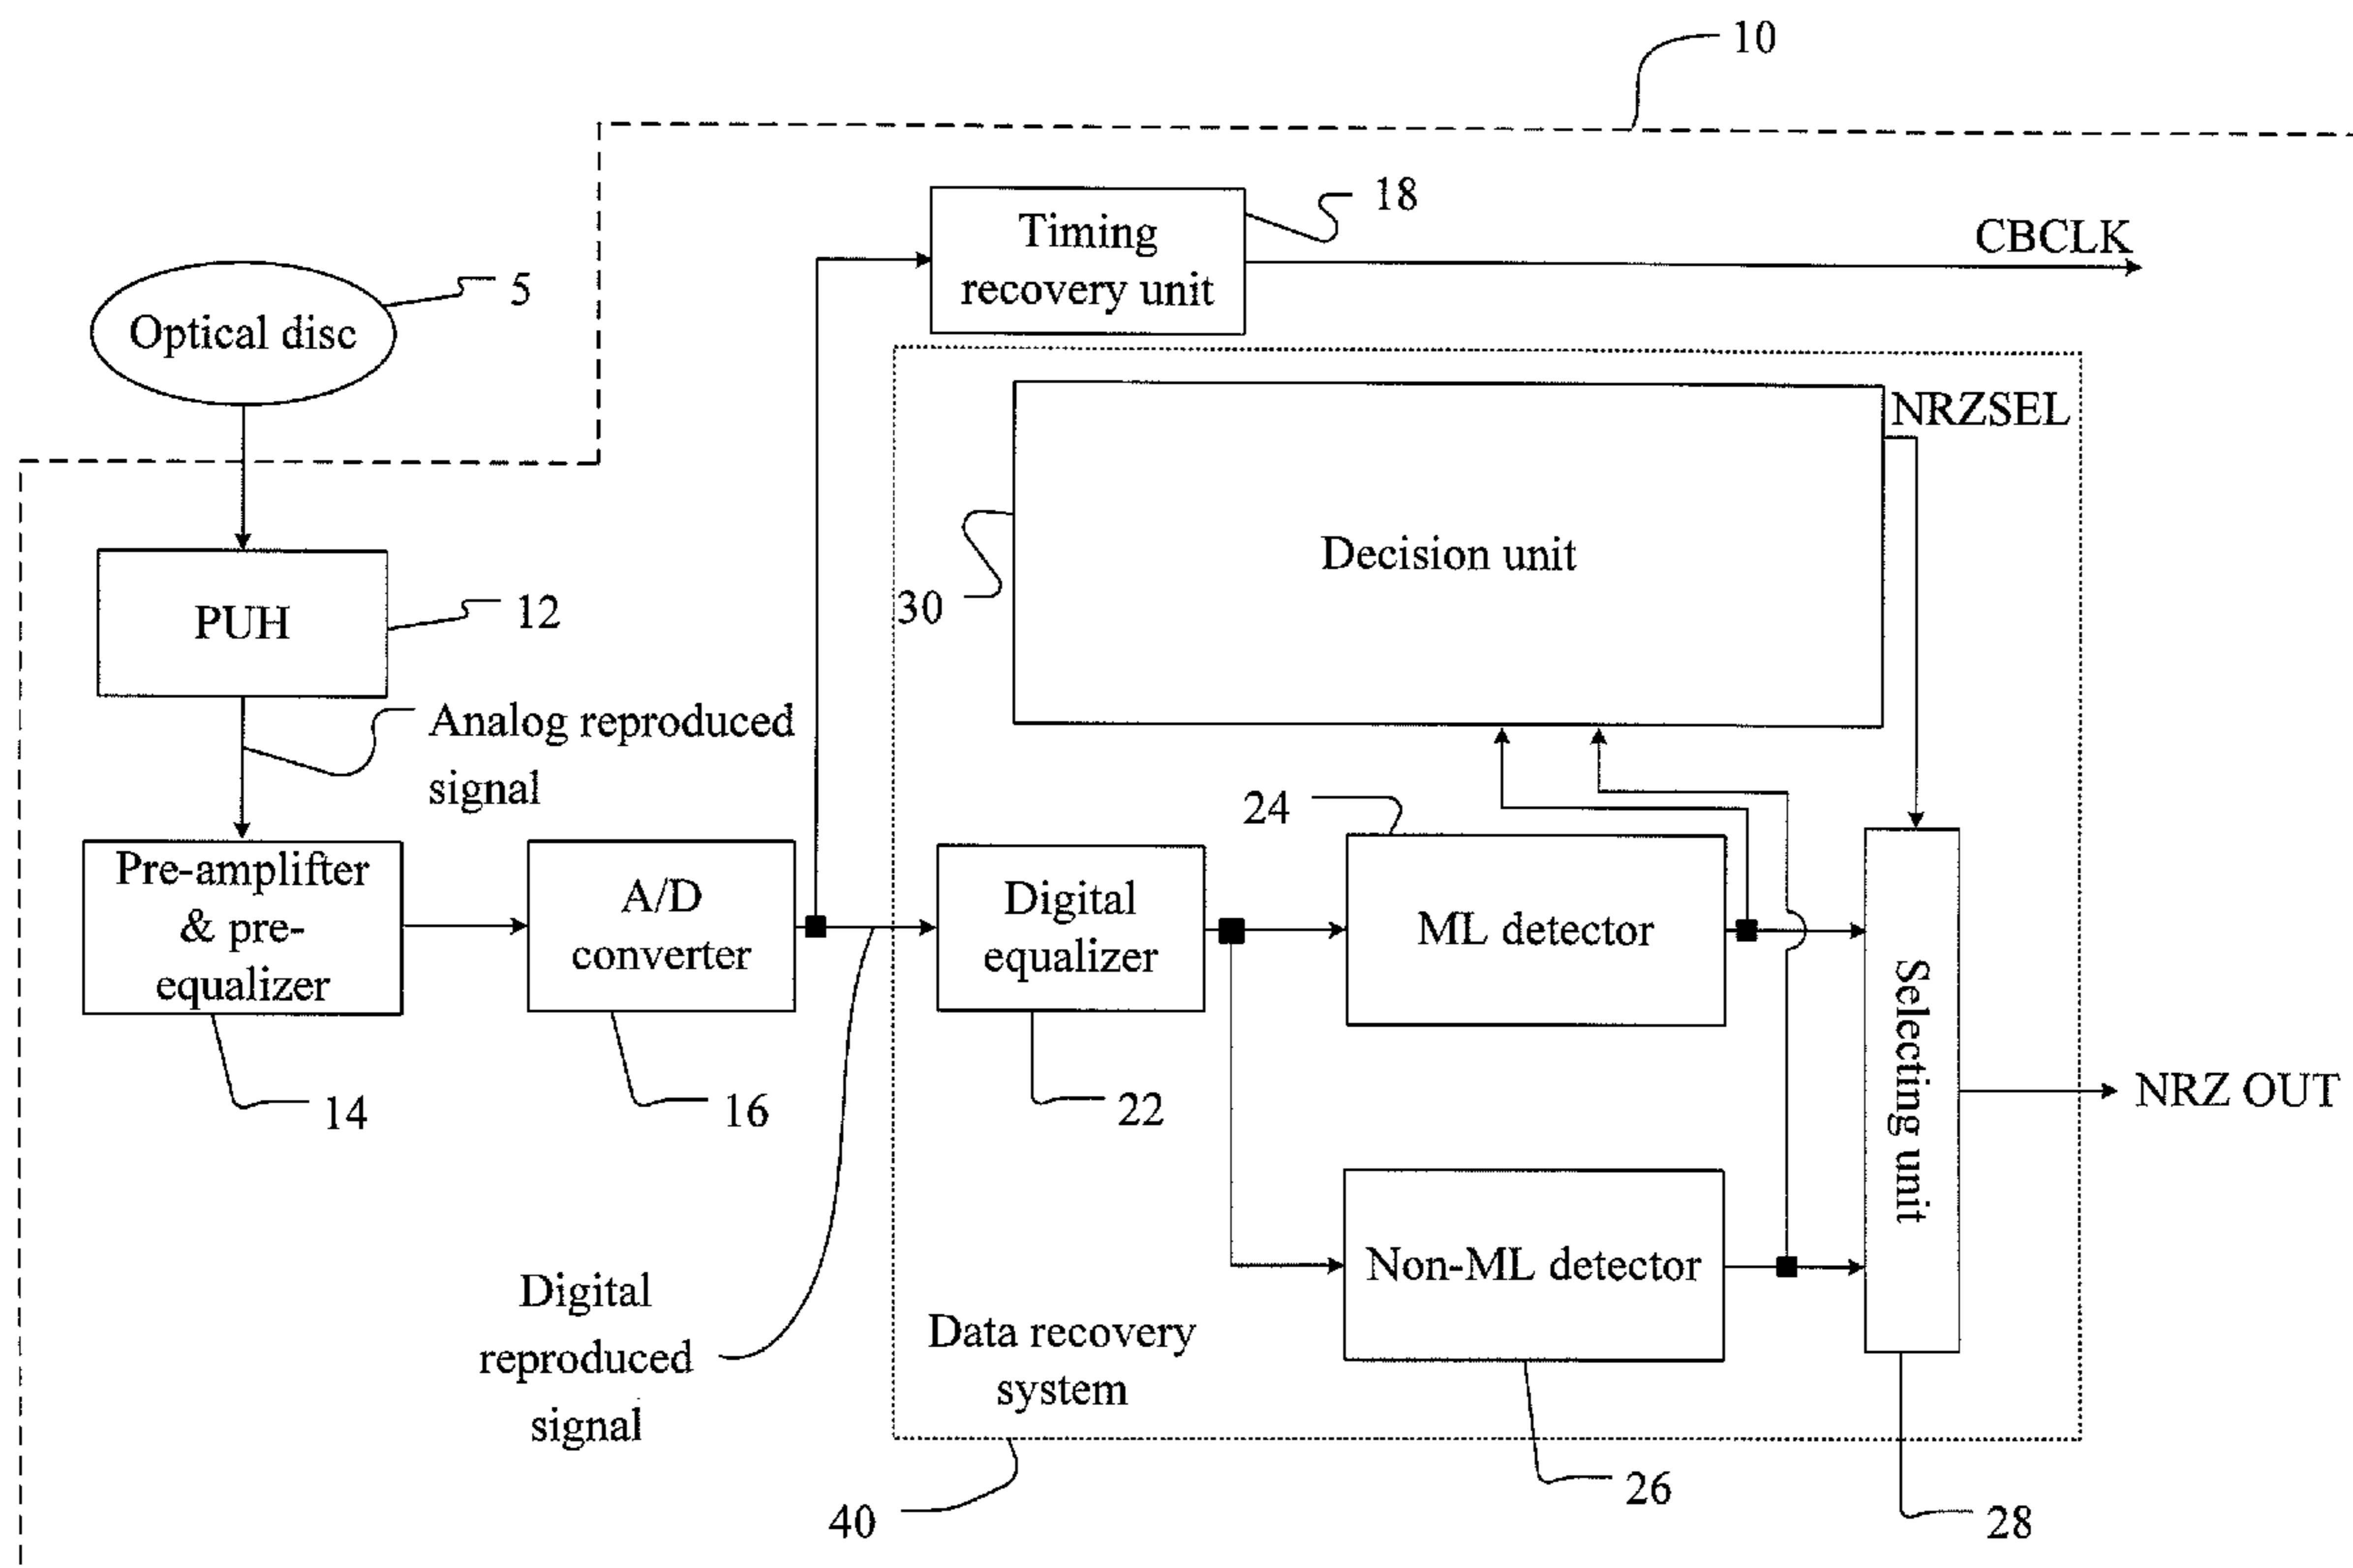 10
18
Timing
recovery unit
CBCLK
5
Optical disc
NRZSEL
Decision unit
30
PUH
12
Analog reproduced
signal
24
Pre-amplifter
& pre-
equalizer
A/D
converter
Digital
equalizer
ML detector
Selecting unit
14
16
22
NRZ OUT
Non-ML detector
Digital
reproduced
signal
Data recovery
system
26
40
28